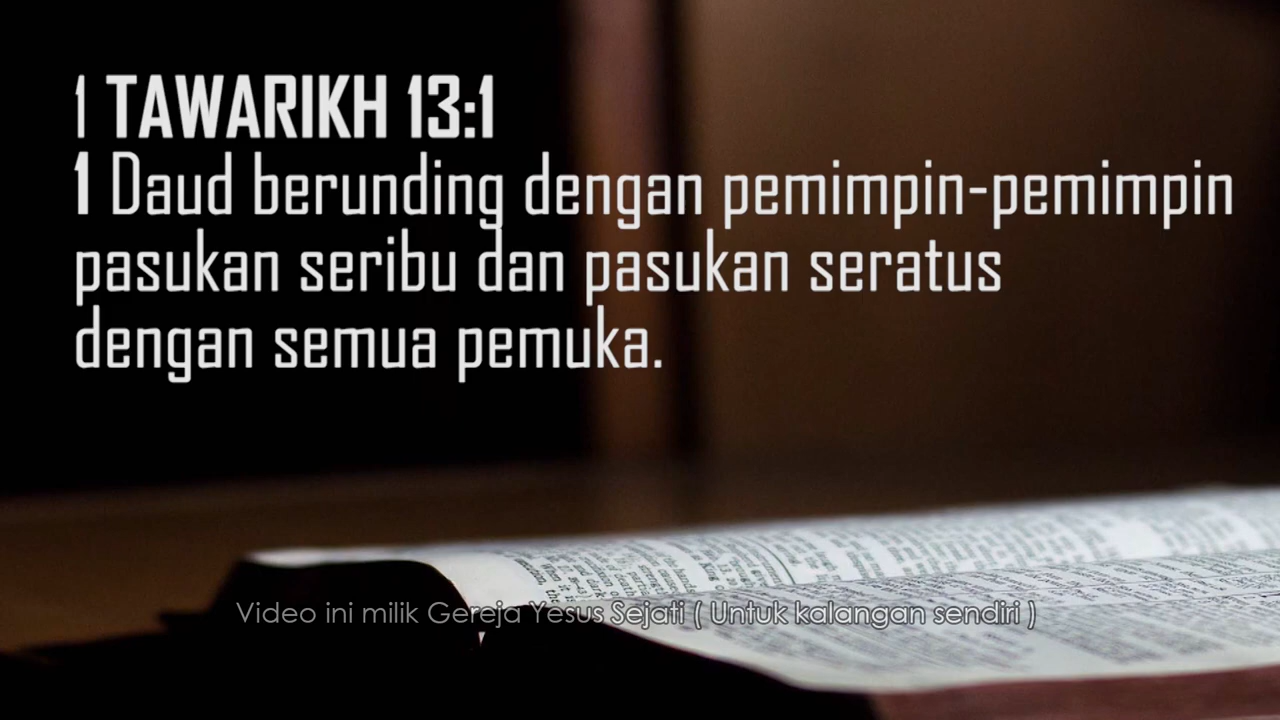 1 TAWARIKH 13:1
1 Daud berunding dengan pemimpin-pemimpin
pasukan seribu dan pasukan seratus
dengan semua pemuka.
Video ini milik Gereja Yesus Sejati ( Untuk kalangan sendiri )